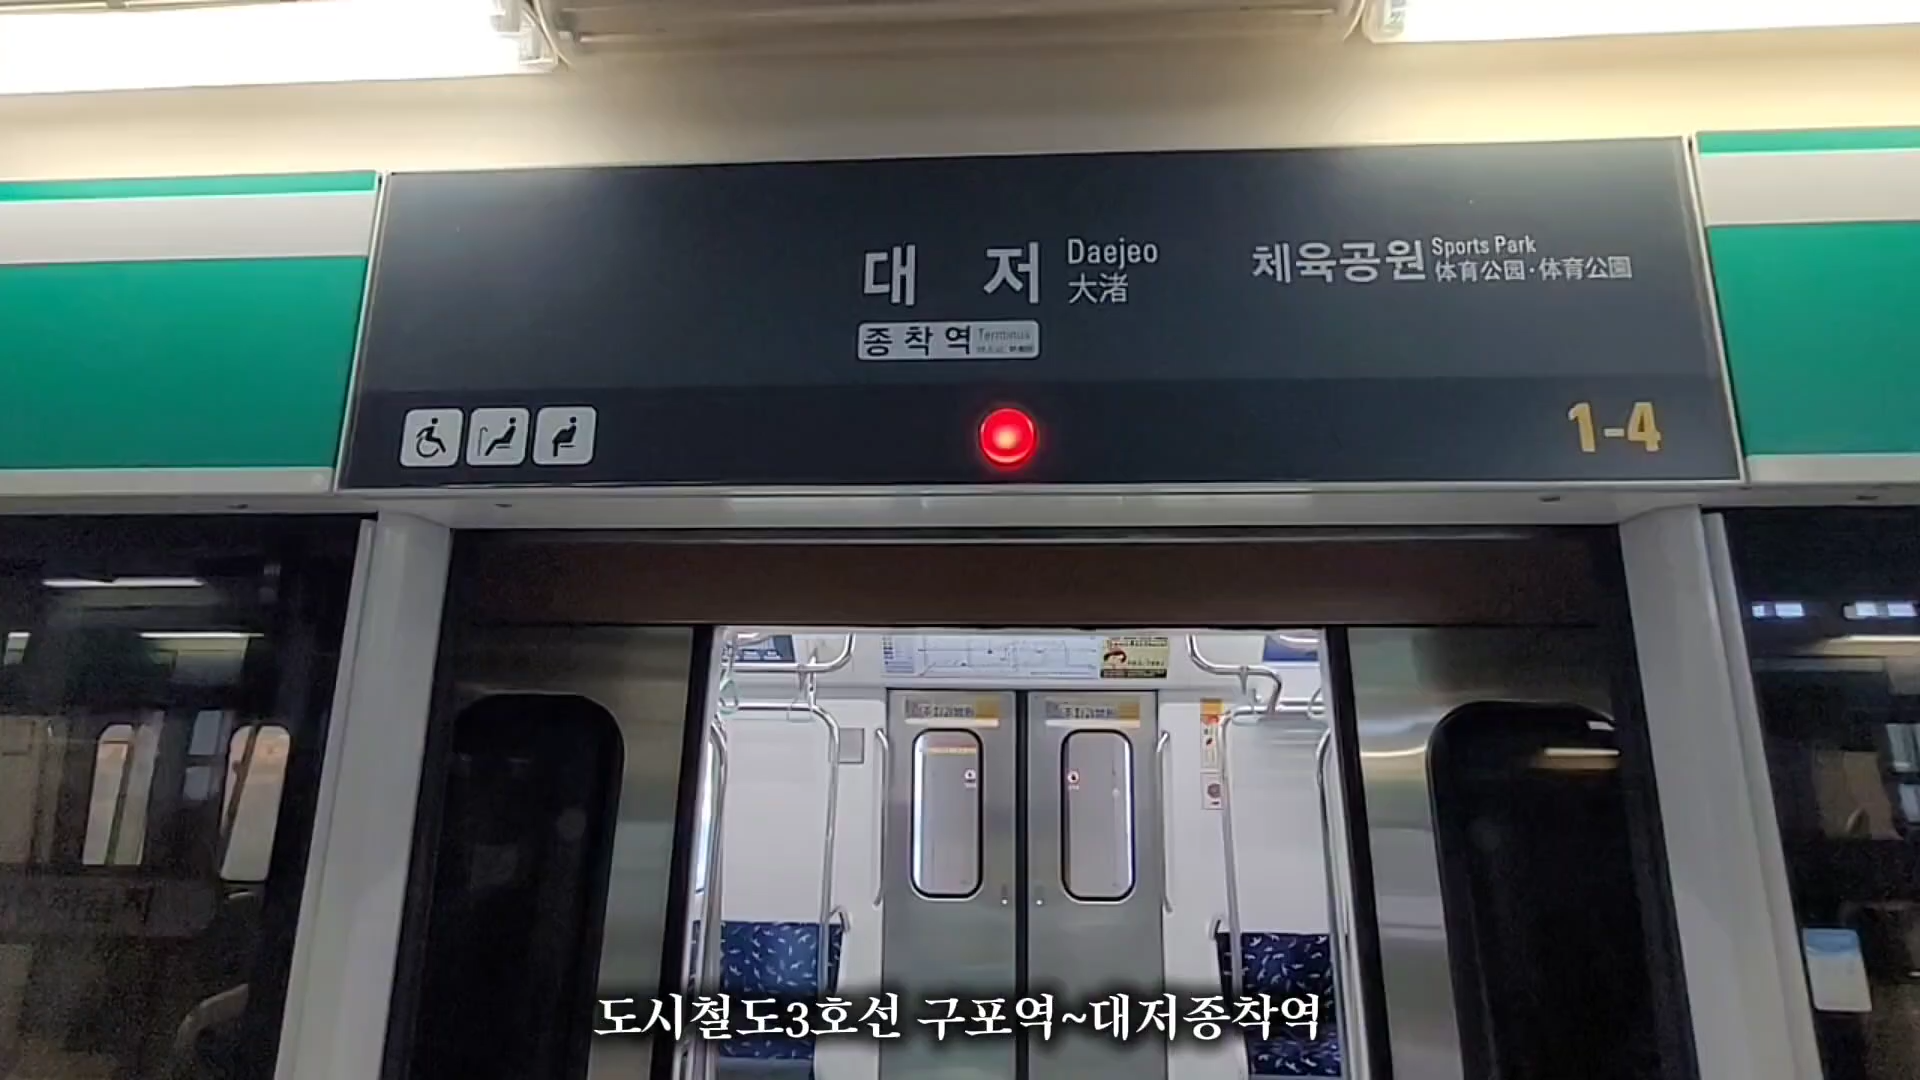 대 저 Daejeo
大渚
체육공원 Sports Park
体育公园·体育公園
종착역 Terminus
1-4
도시철도3호선 구포역~대저종착역